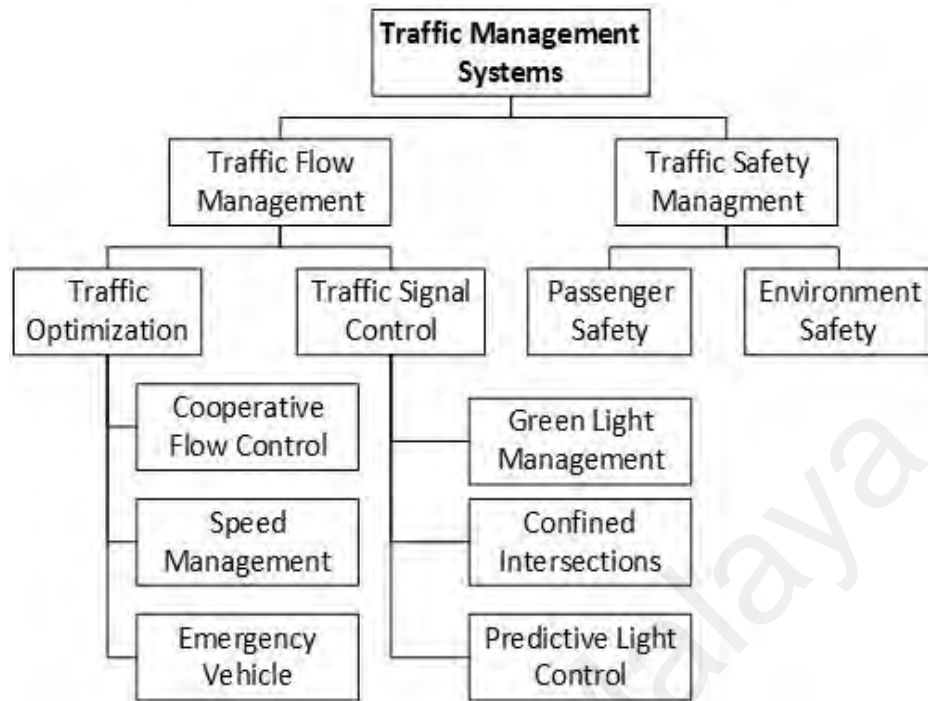 Traffic Management
Systems
Traffic Flow
Management
Traffic Safety
Managment
Traffic
Optimization
Traffic Signal
Control
Passenger
Safety
Environment
Safety
Cooperative
Flow Control
Speed
Management
Emergency
Vehicle
Green Light
Management
Confined
Intersections
Predictive Light
Control
Malaya